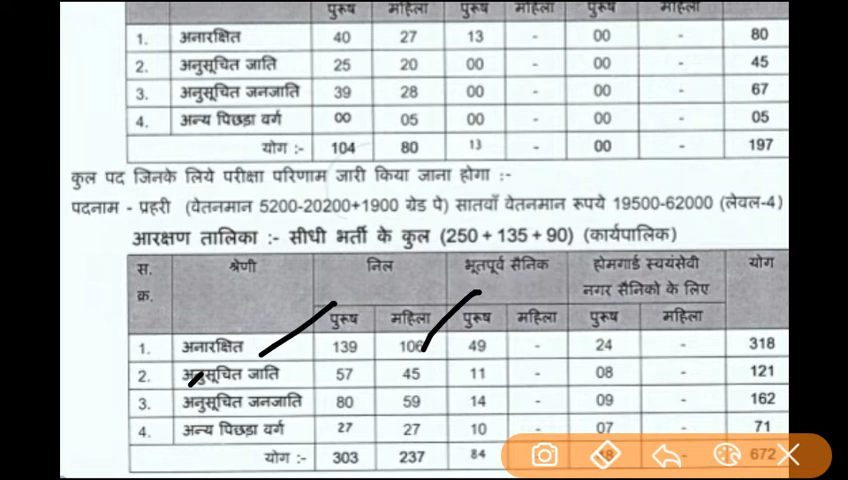 पुरूष महिला पुरूष महिला पुरूष महिला
1. अनारक्षित 40 27 13 - 00 - 80
2. अनुसूचित जाति 25 20 00 - 00 - 45
3. अनुसूचित जनजाति 39 28 00 - 00 - 67
4. अन्य पिछड़ा वर्ग 00 05 00 - 00 - 05
योग :- 104 80 13 - 00 - 197
कुल पद जिनके लिये परीक्षा परिणाम जारी किया जाना होगा :-
पदनाम - प्रहरी (वेतनमान 5200-20200+1900 ग्रेड पे) सातवाँ वेतनमान रूपये 19500-62000 (लेवल-4)
आरक्षण तालिका :- सीधी भर्ती के कुल (250 + 135 + 90) (कार्यपालिक)
स. क्र. श्रेणी निल भूतपूर्व सैनिक होमगार्ड स्वयंसेवी नगर सैनिको के लिए योग
पुरूष महिला पुरूष महिला पुरूष महिला
1. अनारक्षित 139 106 49 - 24 - 318
2. अनुसूचित जाति 57 45 11 - 08 - 121
3. अनुसूचित जनजाति 80 59 14 - 09 - 162
4. अन्य पिछड़ा वर्ग 27 27 10 - 07 - 71
योग :- 303 237 84 - 48 - 672